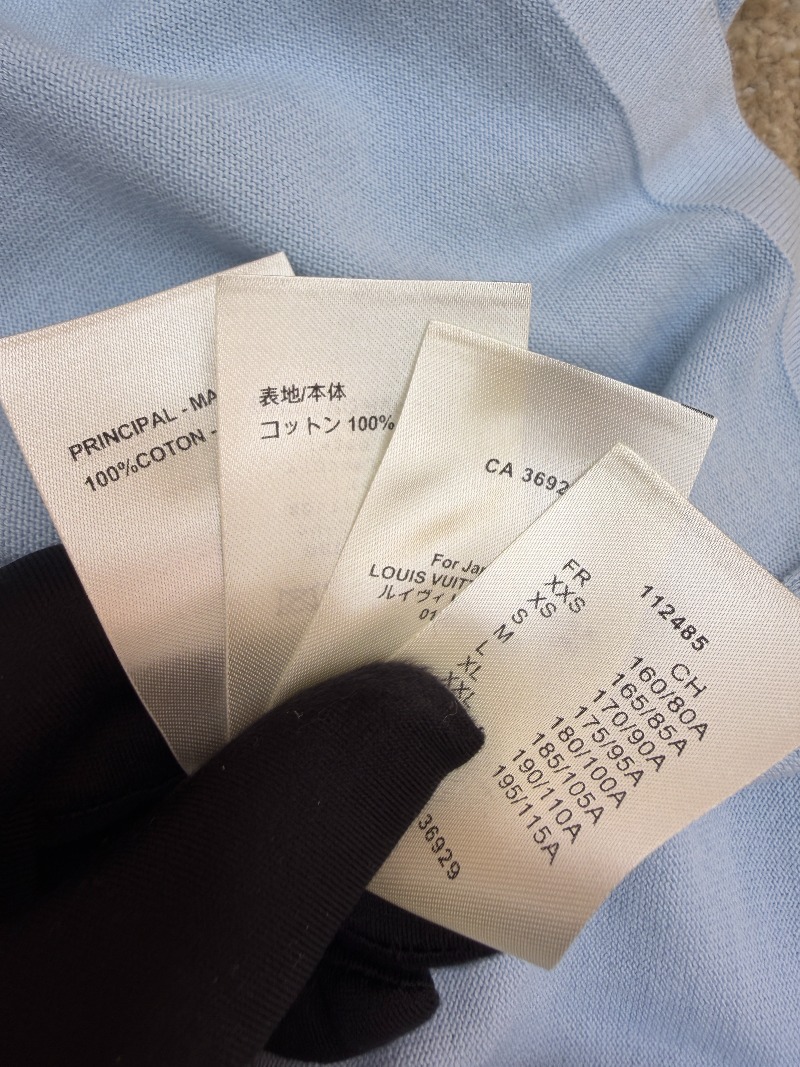 PRINCIPAL - MA
100%COTON -
表地/本体
コットン 100%
CA 3692
For Jap
LOUIS VUITT
ルイヴィ
01
112485
FR CH
XXS 160/80A
XS 165/85A
S 170/90A
M 175/95A
L 180/100A
XL 185/105A
XXL 190/110A
195/115A
36929